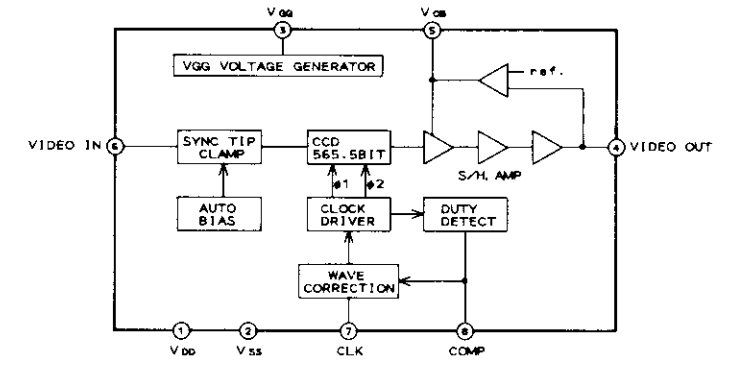 VGG
VCB
3
5
VGG VOLTAGE GENERATOR
ref.
VIDEO IN
6
SYNC TIP
CLAMP
CCD
565.5BIT
4
VIDEO OUT
S/H. AMP
ϕ1
ϕ2
AUTO
BIAS
CLOCK
DRIVER
DUTY
DETECT
WAVE
CORRECTION
1
2
7
8
VDD
VSS
CLK
COMP